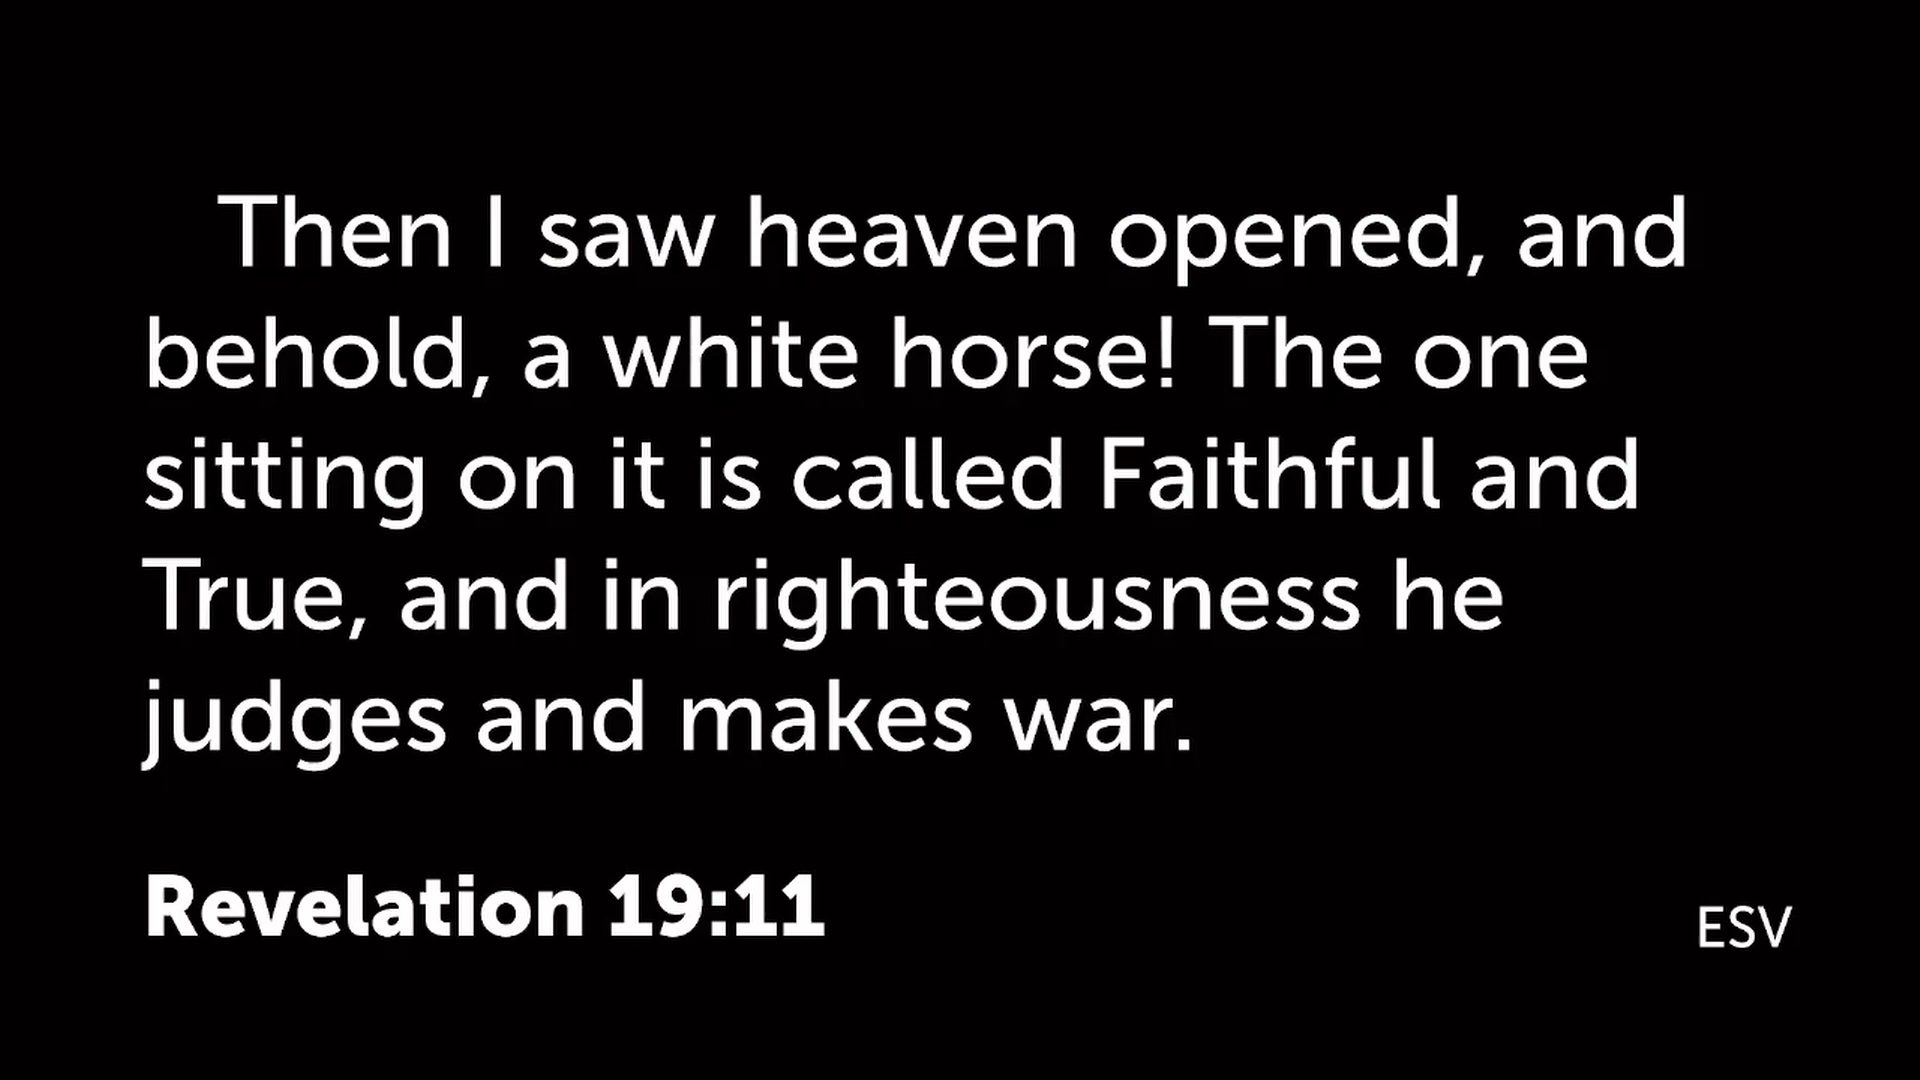 Then I saw heaven opened, and
behold, a white horse! The one
sitting on it is called Faithful and
True, and in righteousness he
judges and makes war.
Revelation 19:11
ESV